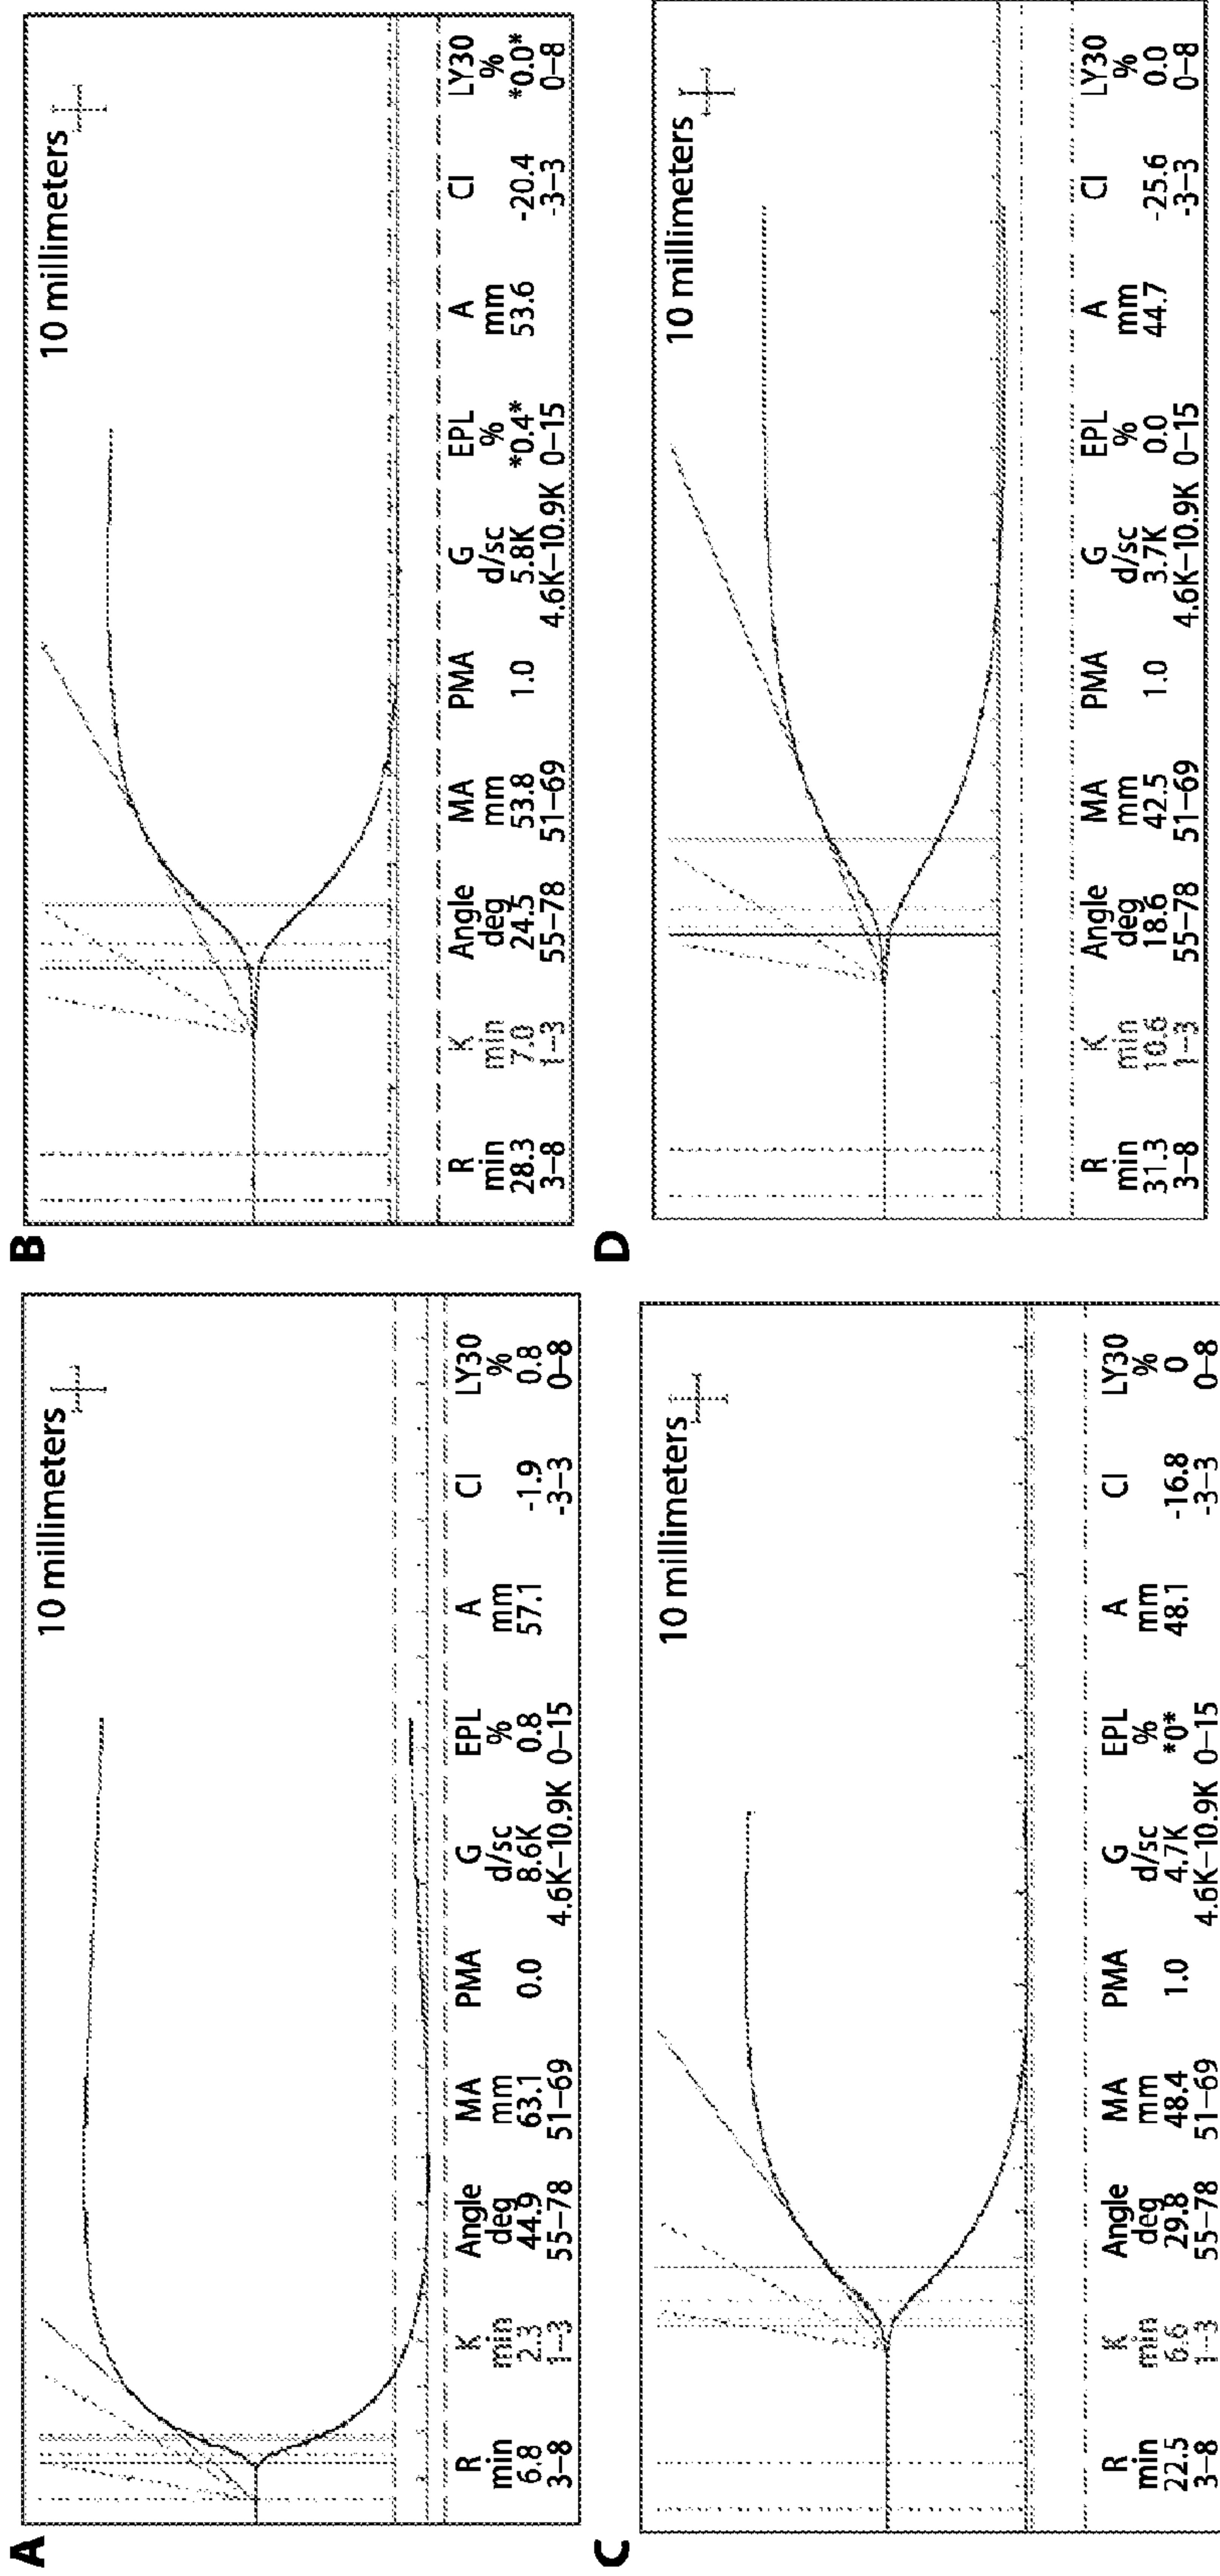 A
10 millimeters
R K Angle MA PMA G EPL A CI LY30
min min deg mm d/sc % mm %
6.8 2.3 44.9 63.1 0.0 8.6K 0.8 57.1 -1.9 0.8
3–8 1–3 55–78 51–69 4.6K–10.9K 0–15 -3–3 0–8
B
10 millimeters
R K Angle MA PMA G EPL A CI LY30
min min deg mm d/sc % mm %
28.3 7.0 24.5 53.8 1.0 5.8K *0.4* 53.6 -20.4 *0.0*
3–8 1–3 55–78 51–69 4.6K–10.9K 0–15 -3–3 0–8
C
10 millimeters
R K Angle MA PMA G EPL A CI LY30
min min deg mm d/sc % mm %
22.5 6.6 29.8 48.4 1.0 4.7K *0* 48.1 -16.8 0
3–8 1–3 55–78 51–69 4.6K–10.9K 0–15 -3–3 0–8
D
10 millimeters
R K Angle MA PMA G EPL A CI LY30
min min deg mm d/sc % mm %
31.3 10.6 18.6 42.5 1.0 3.7K 0.0 44.7 -25.6 0.0
3–8 1–3 55–78 51–69 4.6K–10.9K 0–15 -3–3 0–8